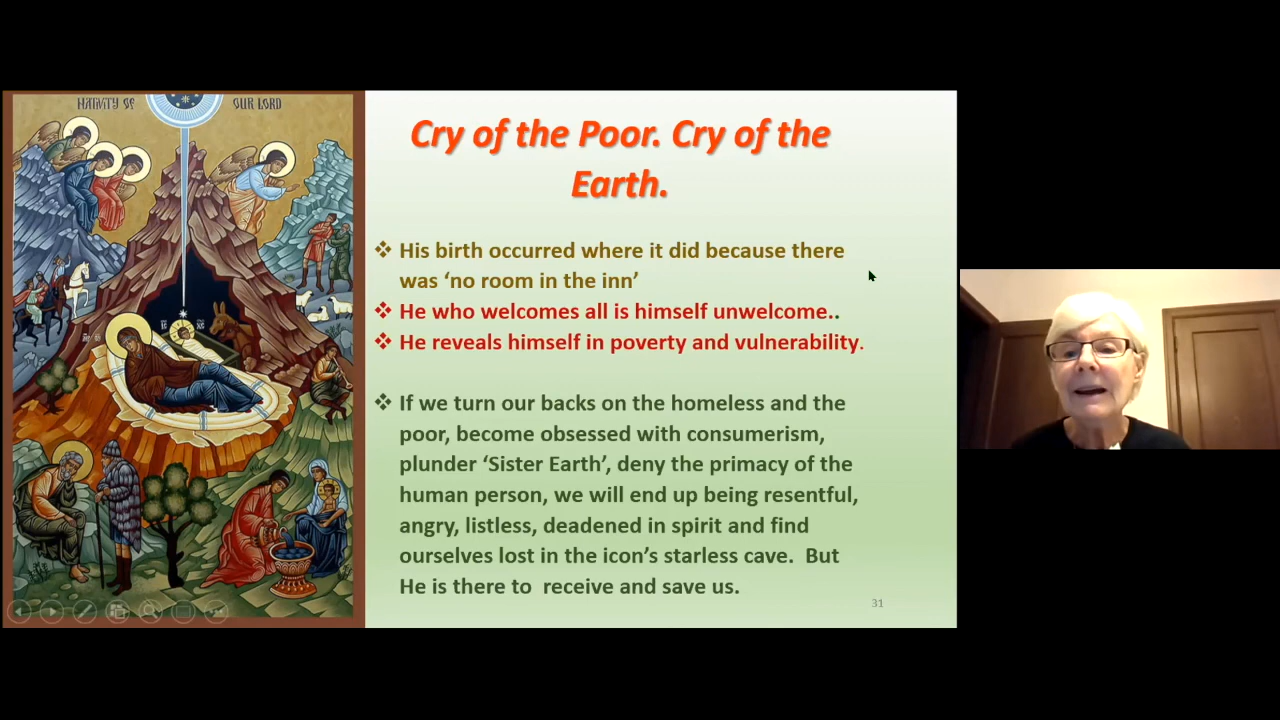 NATIVITY OF OUR LORD
Cry of the Poor. Cry of the
Earth.
❖ His birth occurred where it did because there
was ‘no room in the inn’
❖ He who welcomes all is himself unwelcome..
❖ He reveals himself in poverty and vulnerability.
❖ If we turn our backs on the homeless and the
poor, become obsessed with consumerism,
plunder ‘Sister Earth’, deny the primacy of the
human person, we will end up being resentful,
angry, listless, deadened in spirit and find
ourselves lost in the icon’s starless cave.  But
He is there to  receive and save us.
31